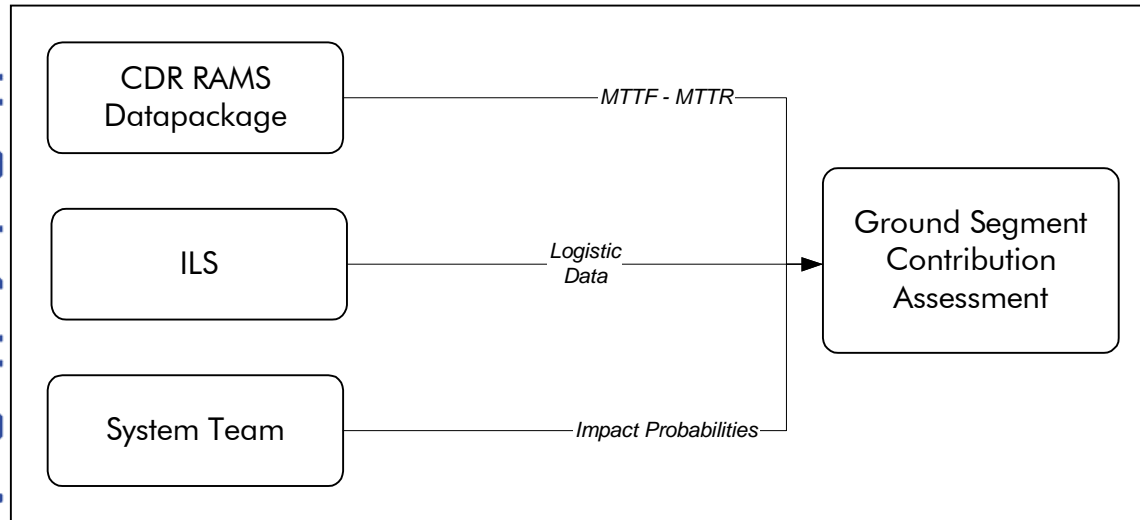 CDR RAMS
Datapackage
MTTF - MTTR
ILS
Logistic
Data
Ground Segment
Contribution
Assessment
System Team
Impact Probabilities